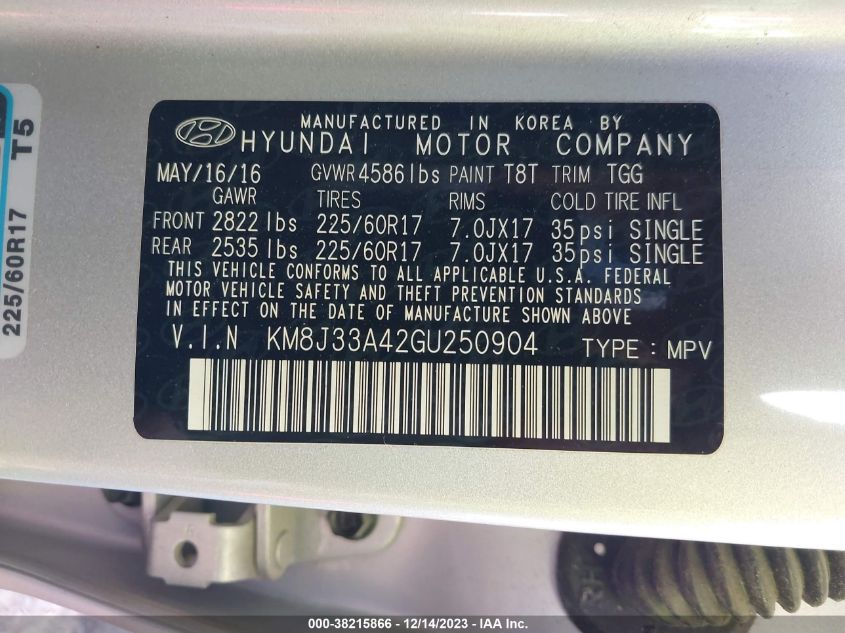 MANUFACTURED IN KOREA BY
HYUNDAI MOTOR COMPANY
MAY/16/16 GVWR 4586 lbs PAINT T8T TRIM TGG
GAWR TIRES RIMS COLD TIRE INFL
FRONT 2822 lbs 225/60R17 7.0JX17 35psi SINGLE
REAR 2535 lbs 225/60R17 7.0JX17 35psi SINGLE
THIS VEHICLE CONFORMS TO ALL APPLICABLE U.S.A. FEDERAL
MOTOR VEHICLE SAFETY AND THEFT PREVENTION STANDARDS
IN EFFECT ON THE DATE OF MANUFACTURE SHOWN ABOVE
V.I.N KM8J33A42GU250904 TYPE : MPV
225/60R17 T5
RH
000-38215866 - 12/14/2023 - IAA Inc.